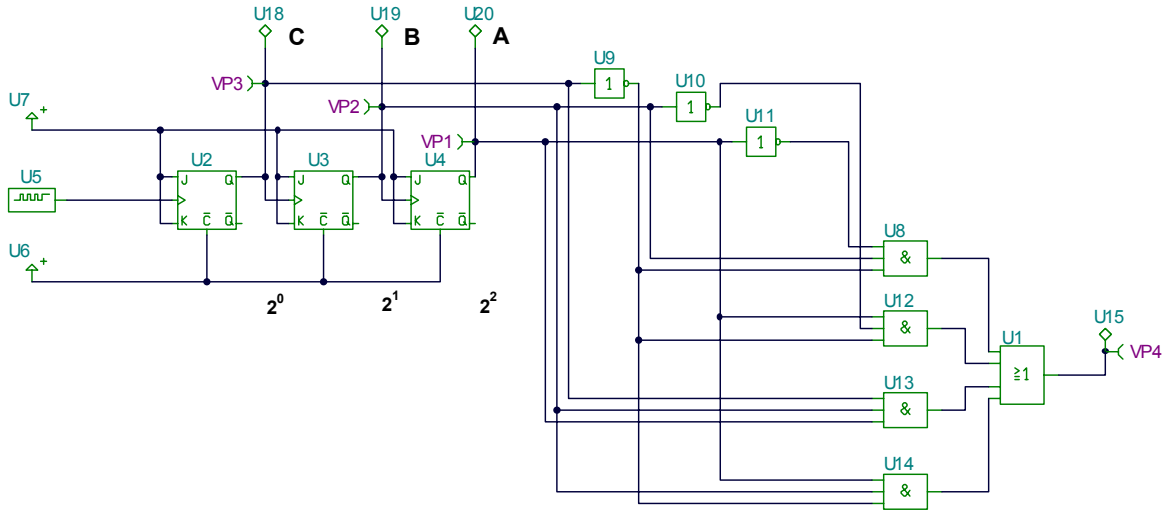 U18 U19 U20
C B A
U9
VP3 1 U10
U7 VP2 1 U11
+ VP1 1
U2 U3 U4
U5 J Q J Q J Q
K C̅ Q̅ K C̅ Q̅ K C̅ Q̅
U8
&
U6
+
2⁰ 2¹ 2²
U12
&
U15
U1
VP4
≧1
U13
&
U14
&